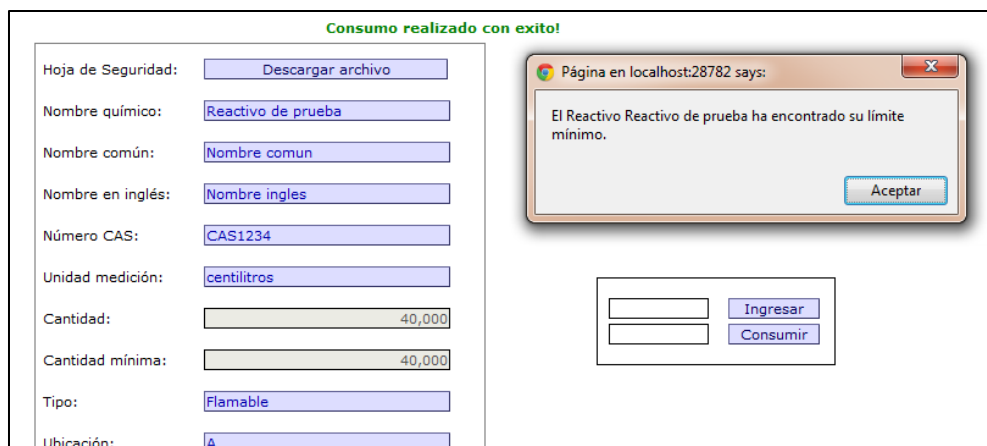 Consumo realizado con exito!
Hoja de Seguridad: Descargar archivo
Nombre químico: Reactivo de prueba
Nombre común: Nombre comun
Nombre en inglés: Nombre ingles
Número CAS: CAS1234
Unidad medición: centilitros
Cantidad: 40,000
Cantidad mínima: 40,000
Tipo: Flamable
Ubicación: A
Página en localhost:28782 says:
El Reactivo Reactivo de prueba ha encontrado su límite
mínimo.
Aceptar
Ingresar
Consumir